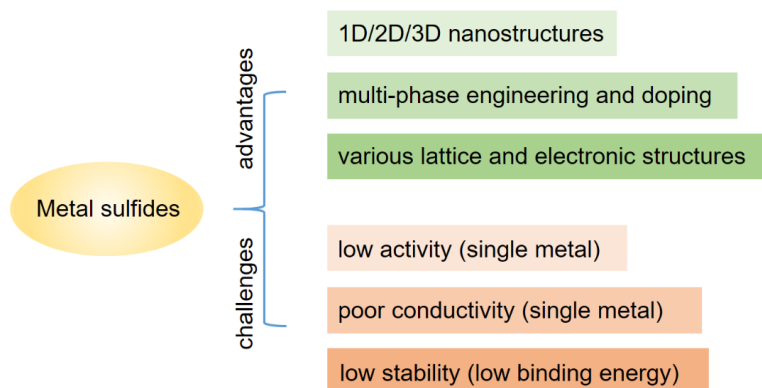 Metal sulfides
advantages
1D/2D/3D nanostructures
multi-phase engineering and doping
various lattice and electronic structures
challenges
low activity (single metal)
poor conductivity (single metal)
low stability (low binding energy)